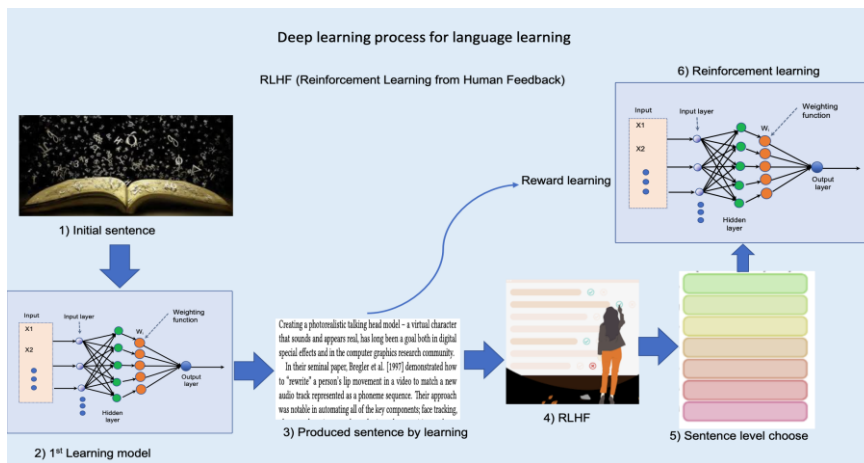 Deep learning process for language learning
RLHF (Reinforcement Learning from Human Feedback)
1) Initial sentence
Input
Input layer
Wᵢ
Weighting
function
X1
X2
Output
layer
Hidden
layer
2) 1st Learning model
Creating a photorealistic talking head model – a virtual character
that sounds and appears real, has long been a goal both in digital
special effects and in the computer graphics research community.
In their seminal paper, Bregler et al. [1997] demonstrated how
to "rewrite" a person's lip movement in a video to match a new
audio track represented as a phoneme sequence. Their approach
was notable in automating all of the key components; face tracking,
3) Produced sentence by learning
Reward learning
4) RLHF
5) Sentence level choose
6) Reinforcement learning
Input
Input layer
Wᵢ
Weighting
function
X1
X2
Output
layer
Hidden
layer